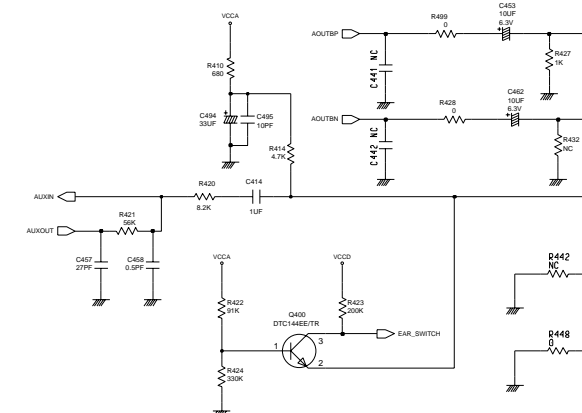 C453
10UF
6.3V
R499
0
AOUTBP
VCCA
R410
680
C441 NC
R427
1K
C494
33UF
C495
10PF
C462
10UF
6.3V
R428
0
AOUTBN
C442 NC
R432
NC
R414
4.7K
AUXIN
R420
8.2K
C414
1UF
R421
56K
AUXOUT
C457
27PF
C458
0.5PF
VCCA
VCCD
R442
NC
R422
91K
Q400
DTC144EE/TR
R423
200K
EAR_SWITCH
1
3
2
R448
0
R424
330K